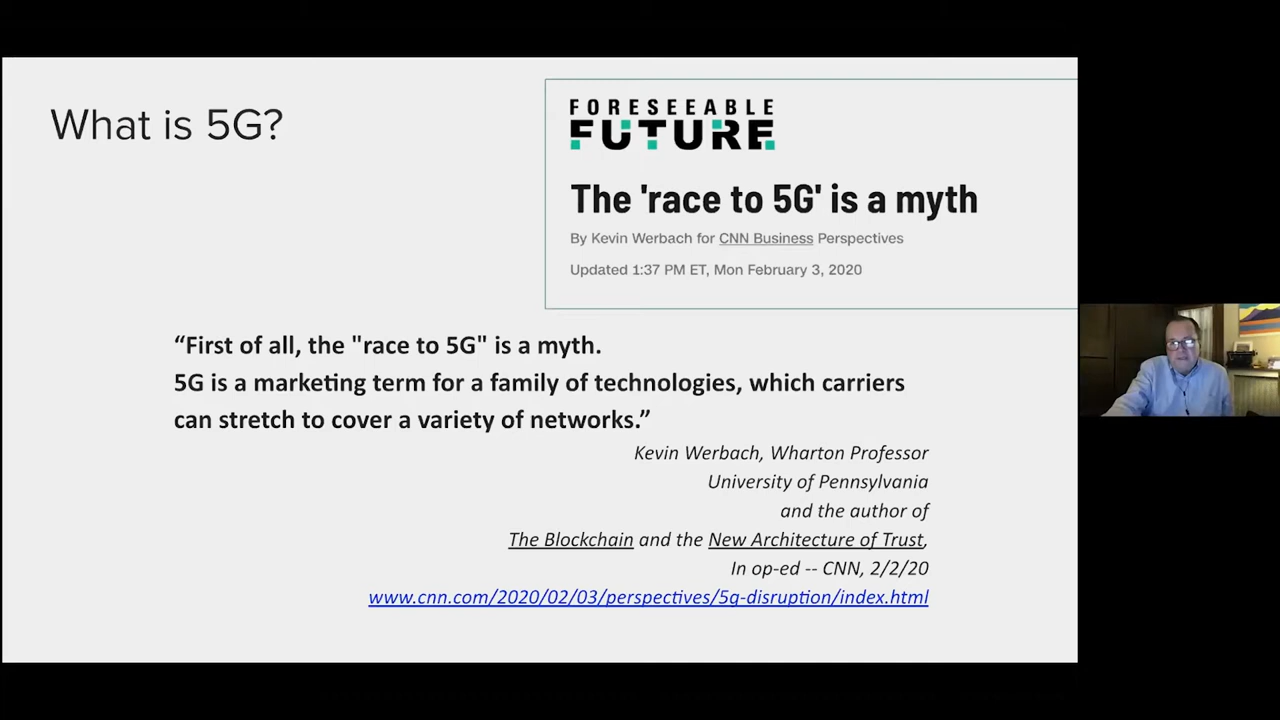 What is 5G?
FORESEEABLE
FUTURE
The 'race to 5G' is a myth
By Kevin Werbach for CNN Business Perspectives
Updated 1:37 PM ET, Mon February 3, 2020
“First of all, the "race to 5G" is a myth.
5G is a marketing term for a family of technologies, which carriers
can stretch to cover a variety of networks.”
Kevin Werbach, Wharton Professor
University of Pennsylvania
and the author of
The Blockchain and the New Architecture of Trust,
In op-ed -- CNN, 2/2/20
www.cnn.com/2020/02/03/perspectives/5g-disruption/index.html